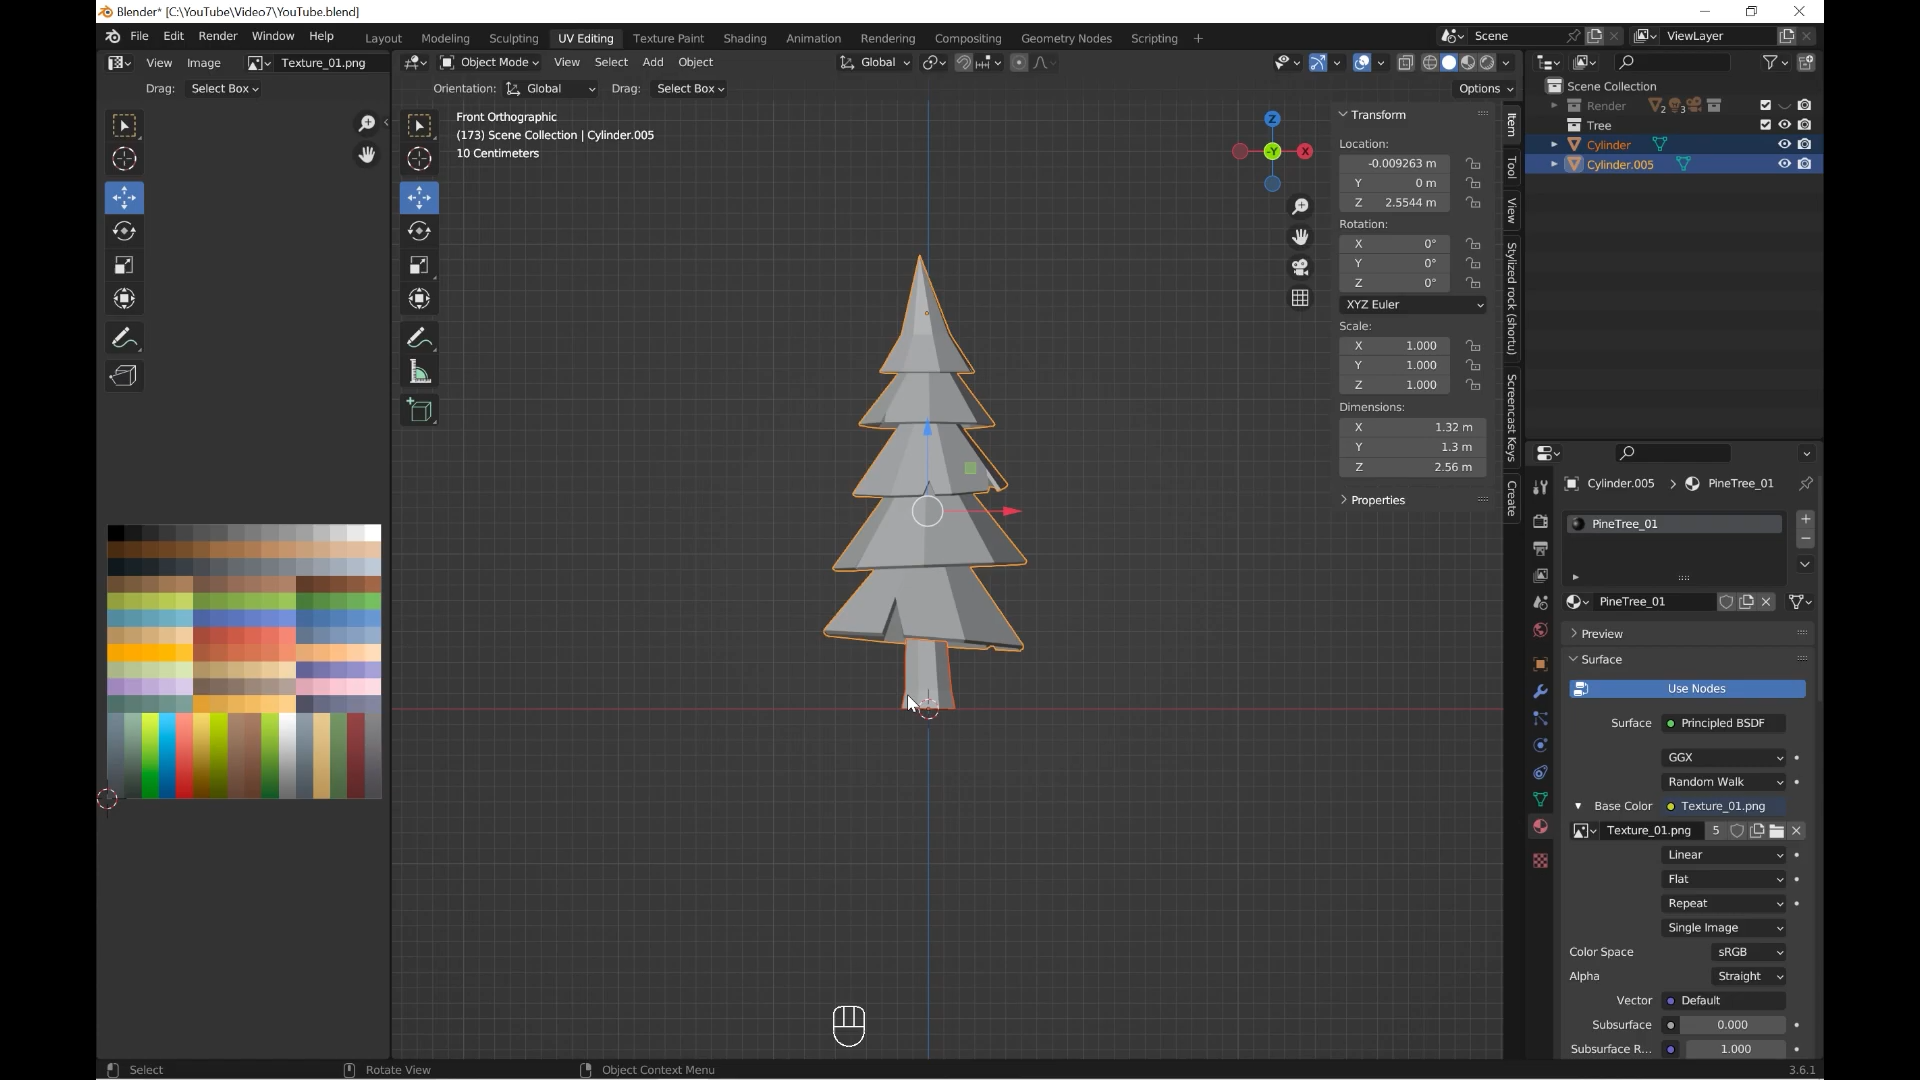 Blender* [C:\YouTube\Video7\YouTube.blend]
File Edit Render Window Help Layout Modeling Sculpting UV Editing Texture Paint Shading Animation Rendering Compositing Geometry Nodes Scripting + Scene ViewLayer
View Image Texture_01.png Object Mode View Select Add Object Global
Drag: Select Box Orientation: Global Drag: Select Box Options
Front Orthographic
(173) Scene Collection | Cylinder.005
10 Centimeters
Z
-Y
X
Transform
Location:
-0.009263 m
Y 0 m
Z 2.5544 m
Rotation:
X 0°
Y 0°
Z 0°
XYZ Euler
Scale:
X 1.000
Y 1.000
Z 1.000
Dimensions:
X 1.32 m
Y 1.3 m
Z 2.56 m
Properties
Item
Tool
View
Stylized rock (shortu)
Screencast Keys
Create
Scene Collection
Render 2 3
Tree
Cylinder
Cylinder.005
Cylinder.005 > PineTree_01
PineTree_01
PineTree_01
Preview
Surface
Use Nodes
Surface Principled BSDF
GGX
Random Walk
Base Color Texture_01.png
Texture_01.png 5
Linear
Flat
Repeat
Single Image
Color Space sRGB
Alpha Straight
Vector Default
Subsurface 0.000
Subsurface R... 1.000
Select Rotate View Object Context Menu 3.6.1